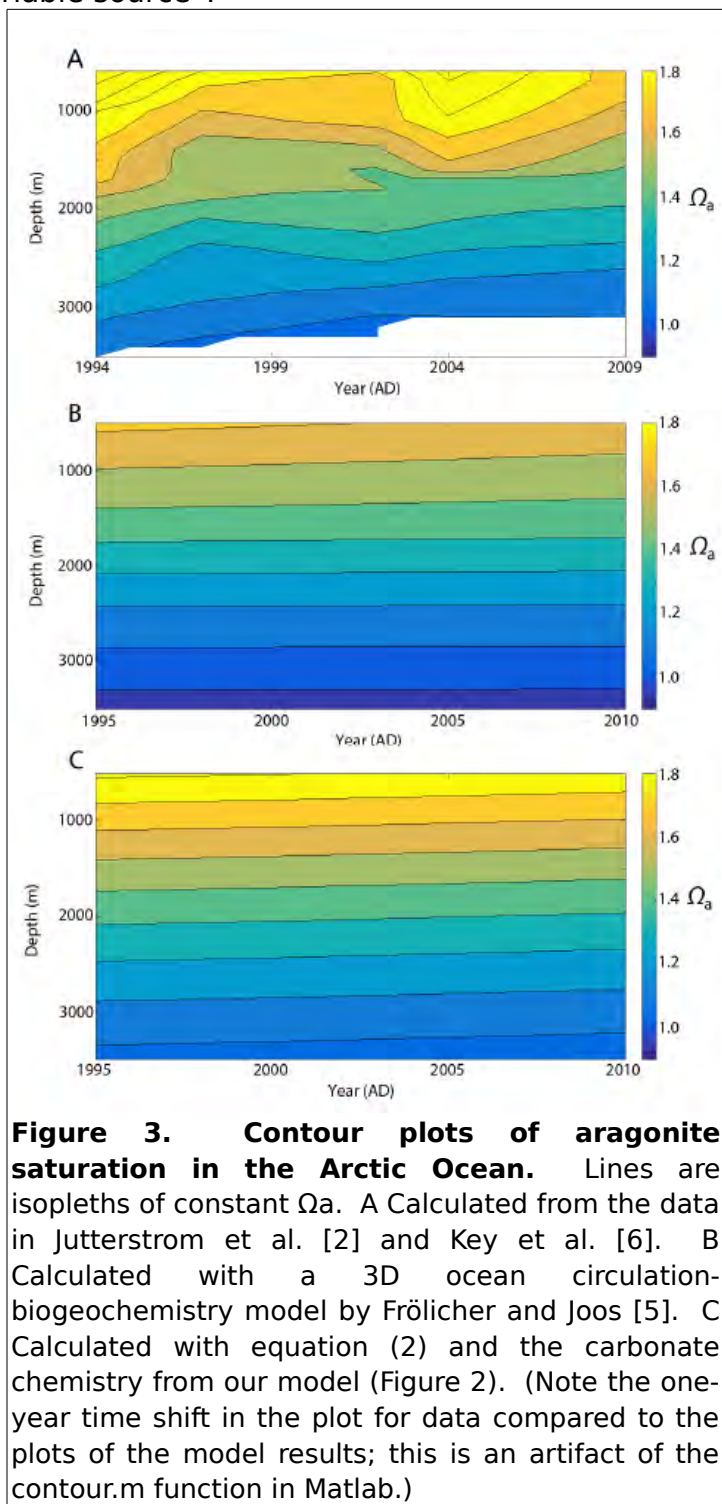 A
1000
2000
3000
Depth (m)
1994
1999
2004
2009
Year (AD)
1.8
1.6
1.4 Ωa
1.2
1.0
B
1000
2000
3000
Depth (m)
1995
2000
2005
2010
Year (AD)
1.8
1.6
1.4 Ωa
1.2
1.0
C
1000
2000
3000
Depth (m)
1995
2000
2005
2010
Year (AD)
1.8
1.6
1.4 Ωa
1.2
1.0
Figure 3. Contour plots of aragonite
saturation in the Arctic Ocean. Lines are
isopleths of constant Ωa. A Calculated from the data
in Jutterstrom et al. [2] and Key et al. [6]. B
Calculated with a 3D ocean circulation-
biogeochemistry model by Frölicher and Joos [5]. C
Calculated with equation (2) and the carbonate
chemistry from our model (Figure 2). (Note the one-
year time shift in the plot for data compared to the
plots of the model results; this is an artifact of the
contour.m function in Matlab.)